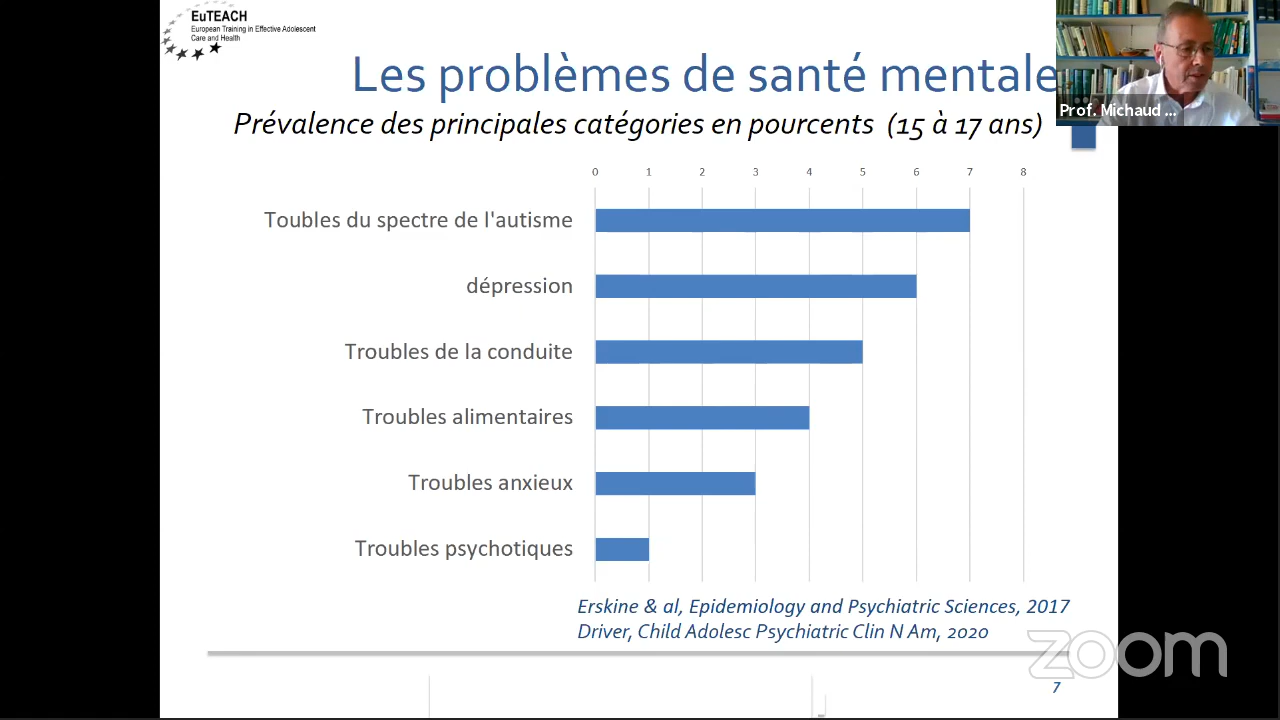 EuTEACH
European Training in Effective Adolescent
Care and Health
Les problèmes de santé mentale
Prof. Michaud ...
Prévalence des principales catégories en pourcents (15 à 17 ans)
0 1 2 3 4 5 6 7 8
Toubles du spectre de l'autisme
dépression
Troubles de la conduite
Troubles alimentaires
Troubles anxieux
Troubles psychotiques
Erskine & al, Epidemiology and Psychiatric Sciences, 2017
Driver, Child Adolesc Psychiatric Clin N Am, 2020
zoom
7